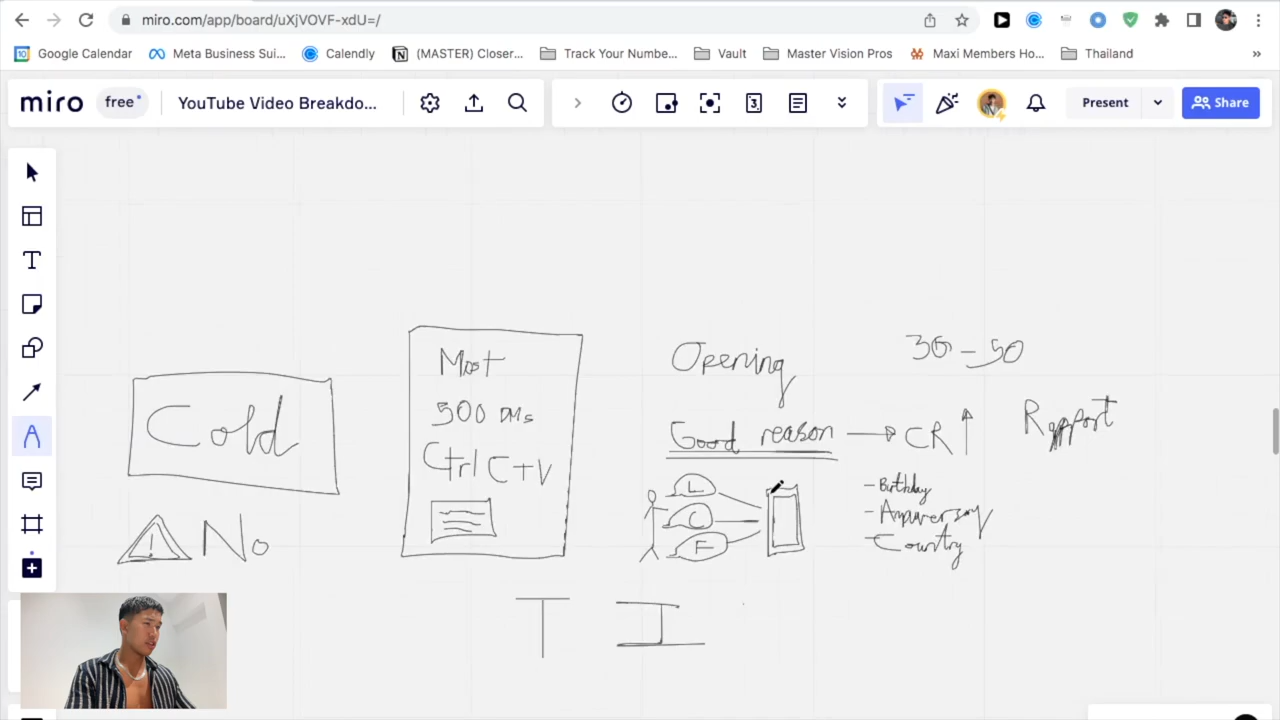 miro.com/app/board/uXjVOVF-xdU=/
Google Calendar
Meta Business Sui...
Calendly
(MASTER) Closer...
Track Your Numbe...
Vault
Master Vision Pros
Maxi Members Ho...
Thailand
»
miro
free
YouTube Video Breakdo...
3
Present
Share
Cold
! No
Most
500 DMs
Ctrl C + V
Opening
Good reason → CR ↑
L
C
F
- Birthday
- Anniversary
- Country
30 - 50
Rapport
T I